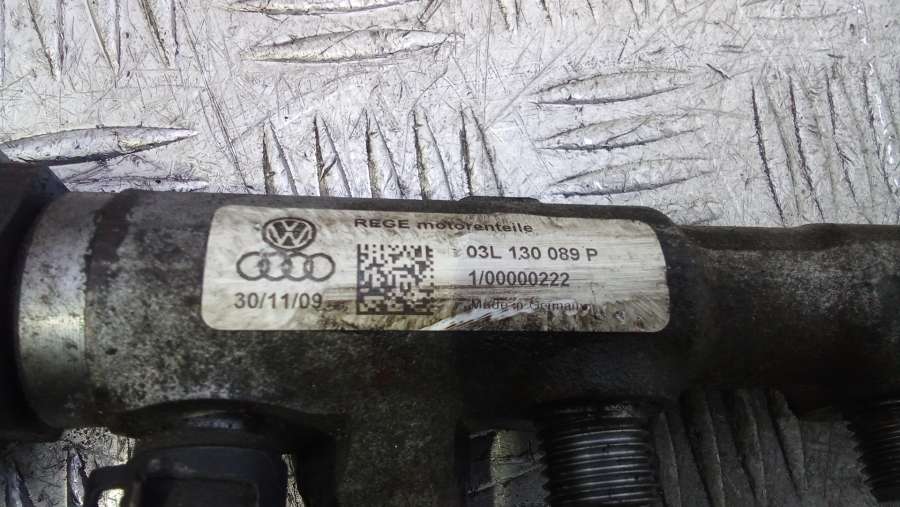 REGE motorenteile
03L 130 089 P
1/00000222
Made in Germany
30/11/09